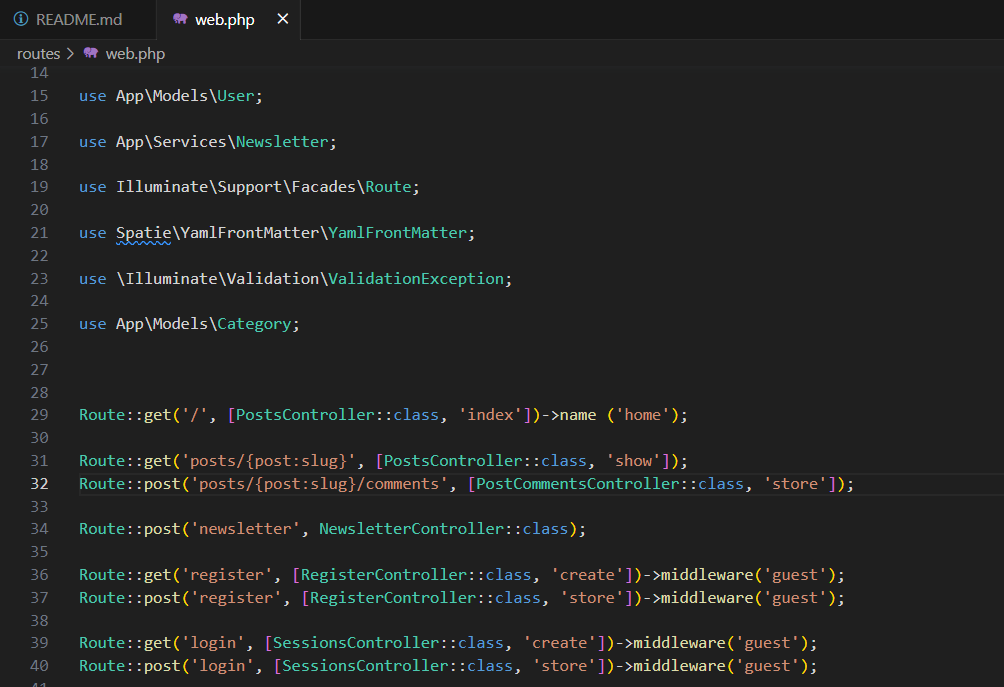 README.md web.php
routes > web.php
14
15 use App\Models\User;
16
17 use App\Services\Newsletter;
18
19 use Illuminate\Support\Facades\Route;
20
21 use Spatie\YamlFrontMatter\YamlFrontMatter;
22
23 use \Illuminate\Validation\ValidationException;
24
25 use App\Models\Category;
26
27
28
29 Route::get('/', [PostsController::class, 'index'])->name ('home');
30
31 Route::get('posts/{post:slug}', [PostsController::class, 'show']);
32 Route::post('posts/{post:slug}/comments', [PostCommentsController::class, 'store']);
33
34 Route::post('newsletter', NewsletterController::class);
35
36 Route::get('register', [RegisterController::class, 'create'])->middleware('guest');
37 Route::post('register', [RegisterController::class, 'store'])->middleware('guest');
38
39 Route::get('login', [SessionsController::class, 'create'])->middleware('guest');
40 Route::post('login', [SessionsController::class, 'store'])->middleware('guest');
41